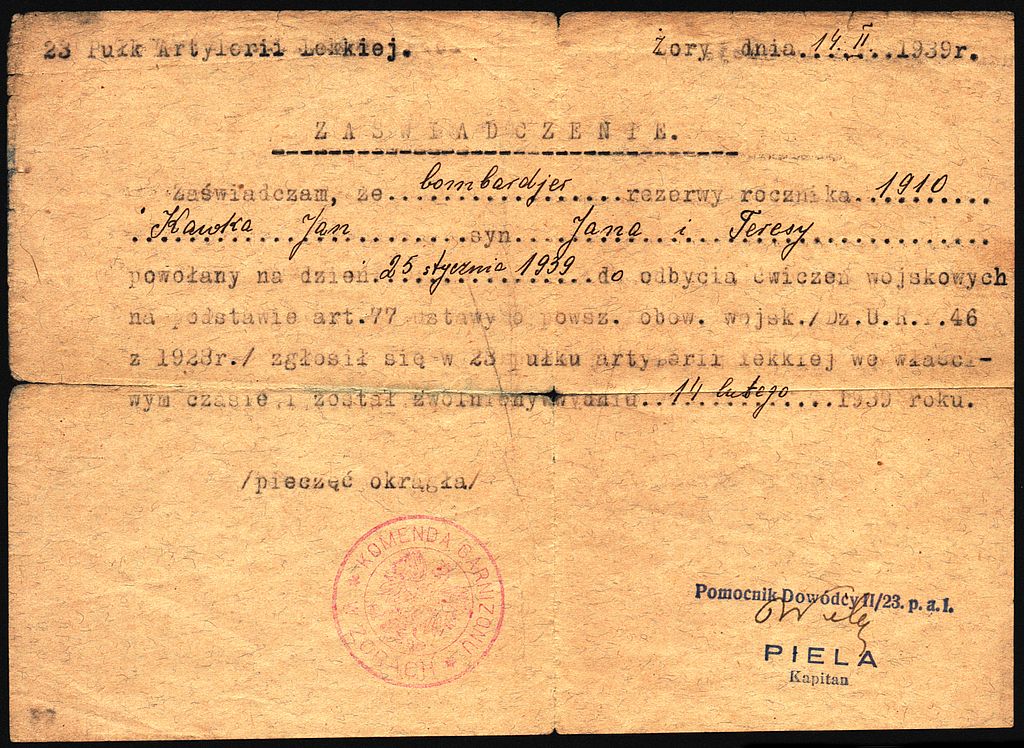 23 Pułk Artylerii Lekkiej. Żory dnia.14.II...1939r.
ZAŚWIADCZENIE.
Zaświadczam, że...bombardjer...rezerwy rocznika..1910...
...Kawka Jan...syn...Jana i Teresy...
powołany na dzień.25 stycznia 1939..do odbycia ćwiczeń wojskowych
na podstawie art.77 ustawy o powsz. obow. wojsk./Dz.U.R.P.46
z 1928r./ zgłosił się w 23 pułku artylerii lekkiej we właści-
wym czasie i został zwolniony w dniu...14 lutego...1939 roku.
/pieczęć okrągła/
KOMENDA GARNIZONU
W ŻORACH
Pomocnik Dowódcy II/23. p. a. l.
PIELA
Kapitan